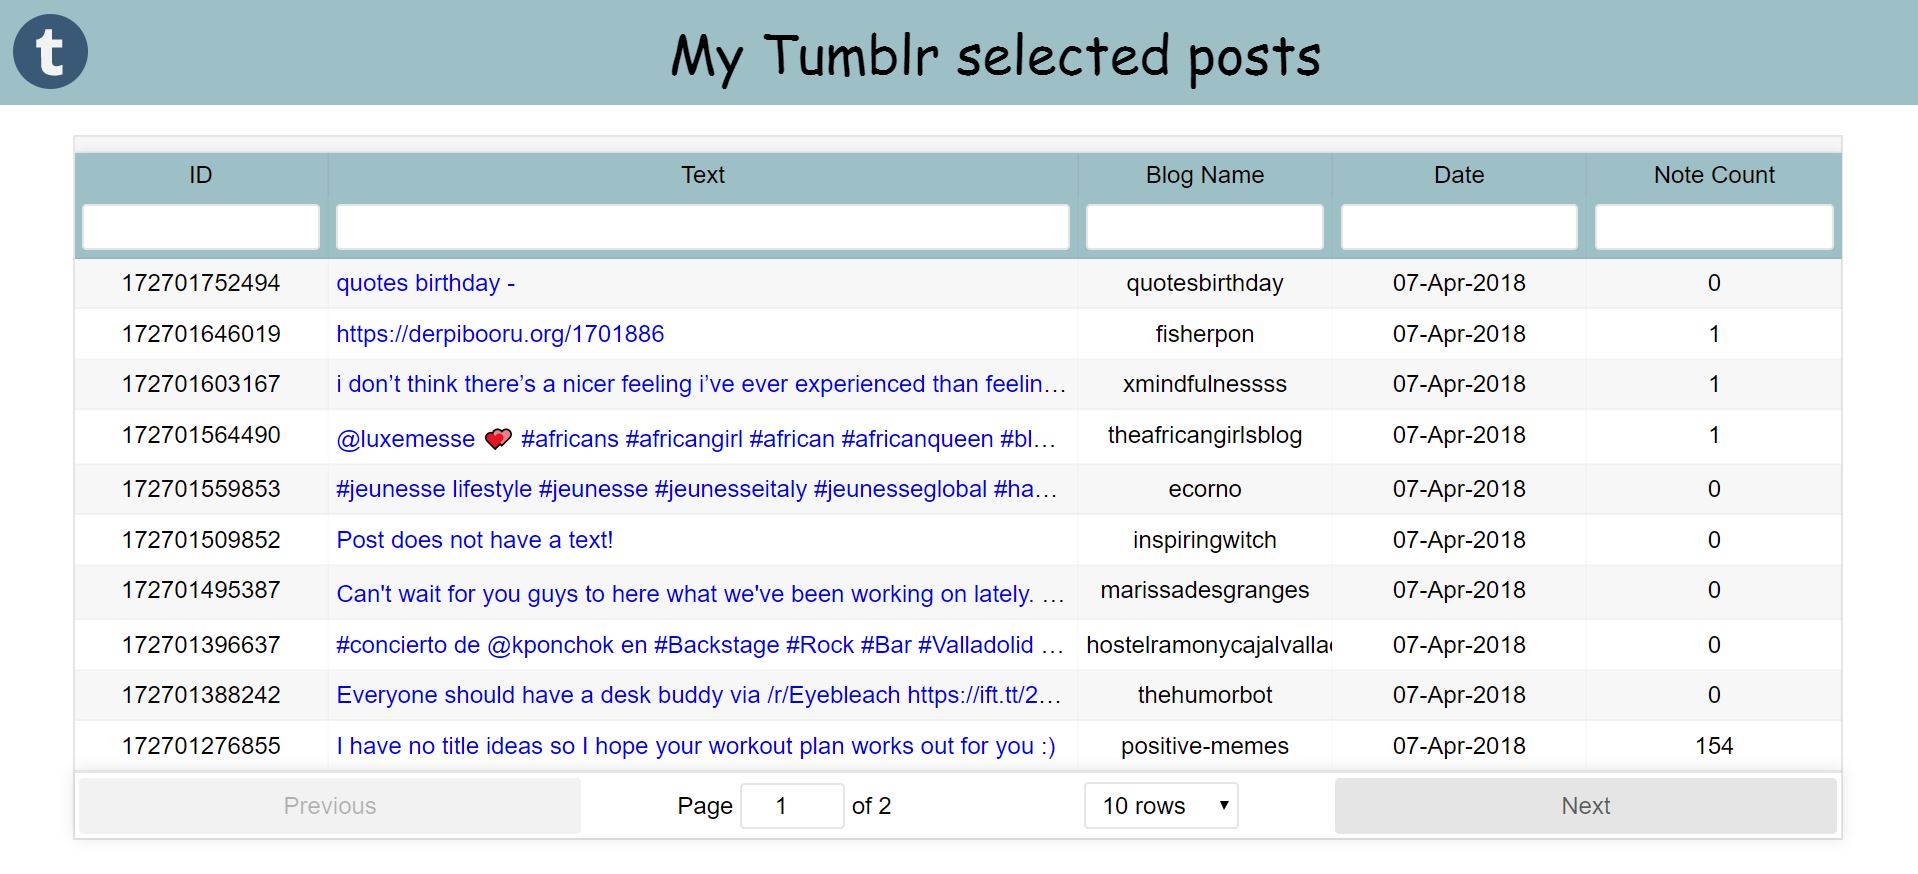 t
My Tumblr selected posts
ID Text Blog Name Date Note Count
172701752494 quotes birthday - quotesbirthday 07-Apr-2018 0
172701646019 https://derpibooru.org/1701886 fisherpon 07-Apr-2018 1
172701603167 i don’t think there’s a nicer feeling i’ve ever experienced than feelin… xmindfulnessss 07-Apr-2018 1
172701564490 @luxemesse 💕 #africans #africangirl #african #africanqueen #bl… theafricangirlsblog 07-Apr-2018 1
172701559853 #jeunesse lifestyle #jeunesse #jeunesseitaly #jeunesseglobal #ha… ecorno 07-Apr-2018 0
172701509852 Post does not have a text! inspiringwitch 07-Apr-2018 0
172701495387 Can't wait for you guys to here what we've been working on lately. … marissadesgranges 07-Apr-2018 0
172701396637 #concierto de @kponchok en #Backstage #Rock #Bar #Valladolid … hostelramonycajalvallad 07-Apr-2018 0
172701388242 Everyone should have a desk buddy via /r/Eyebleach https://ift.tt/2… thehumorbot 07-Apr-2018 0
172701276855 I have no title ideas so I hope your workout plan works out for you :) positive-memes 07-Apr-2018 154
Previous Page 1 of 2 10 rows Next